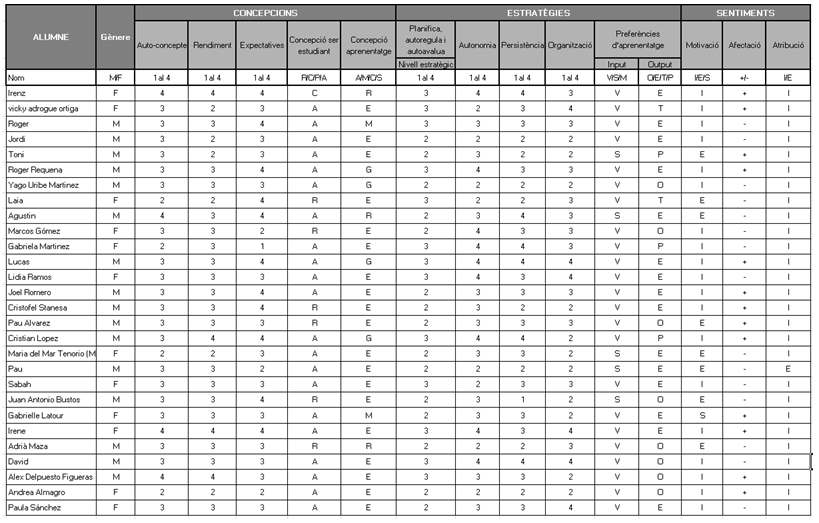 CONCEPCIONS ESTRATÈGIES SENTIMENTS
ALUMNE Gènere Auto-concepte Rendiment Expectatives Concepció ser estudiant Concepció aprenentatge Planifica, autoregula i autoavalua Autonomia Persistència Organització Preferències d'aprenentatge Motivació Afectació Atribució
Nivell estratègic Input Output
Nom M/F 1 al 4 1 al 4 1 al 4 R/C/P/A A/M/C/S 1 al 4 1 al 4 1 al 4 1 al 4 V/S/M O/E/T/P I/E/S +/- I/E
Irenz F 4 4 4 C R 3 4 4 3 V E I + I
vicky adrogue ortiga F 3 2 3 A E 3 2 3 4 V T I + I
Roger M 3 3 4 A M 3 3 3 3 V E I - I
Jordi M 3 2 3 A E 2 2 2 2 V E I - I
Toni M 3 2 3 A E 2 3 2 2 S P E + I
Roger Requena M 3 3 4 A G 3 4 3 3 V E I + I
Yago Uribe Martinez M 3 3 3 A G 2 2 2 2 V O I - I
Laia F 2 2 4 R E 3 2 2 3 V T E - I
Agustin M 4 3 4 A R 2 3 4 3 S E E - I
Marcos Gómez F 3 3 2 R E 2 4 3 3 V O I - I
Gabriela Martinez F 2 3 1 A E 3 4 4 3 V P I - I
Lucas M 3 3 4 A G 3 4 4 4 V E I + I
Lidia Ramos F 3 3 3 A E 3 4 3 4 V E I - I
Joel Romero M 3 3 4 A E 2 3 3 3 V E I + I
Cristofel Stanesa M 3 3 4 R E 2 3 2 2 V E I + I
Pau Alvarez M 3 3 3 R E 2 3 3 3 V O E + I
Cristian Lopez M 3 4 4 A G 3 4 4 2 V P I + I
Maria del Mar Tenorio (M F 2 2 3 A E 2 3 3 2 S E E - I
Pau M 3 3 2 A E 2 2 2 2 S E E - E
Sabah F 3 3 3 A E 3 2 3 3 V E I - I
Juan Antonio Bustos M 3 3 4 R E 2 3 1 2 S O E - I
Gabrielle Latour F 3 3 3 A M 2 3 3 2 V E S + I
Irene F 4 4 4 A E 3 4 3 4 V E I + I
Adrià Maza M 3 3 3 R R 2 2 2 3 V O E - I
David M 3 3 3 A E 3 4 4 4 V O I - I
Alex Delpuesto Figueras M 4 4 3 A E 2 3 3 2 V O I + I
Andrea Almagro F 2 2 2 A E 2 2 2 2 V O I + I
Paula Sánchez F 3 3 3 A E 2 3 3 4 V E I - I